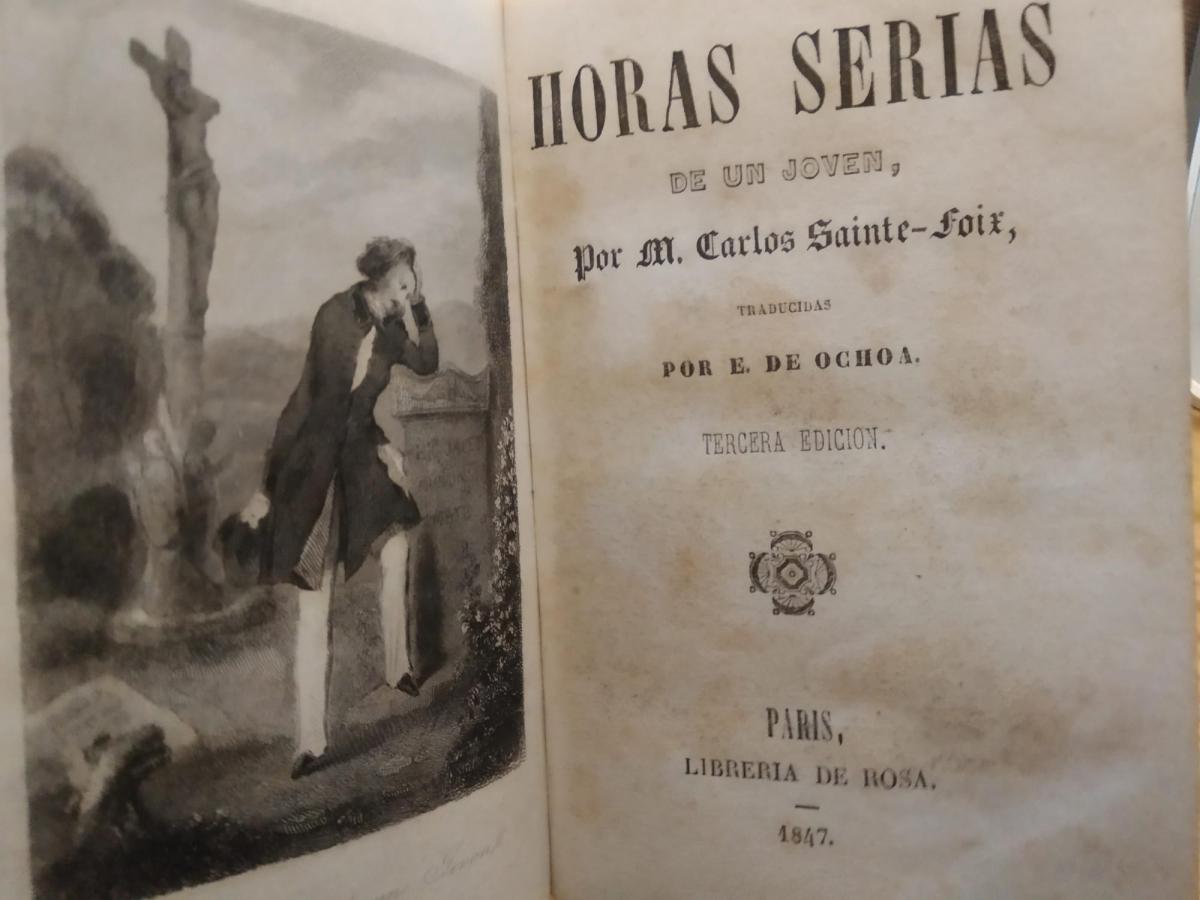 HORAS SERIAS
DE UN JOVEN,
Por M. Carlos Sainte-Foix,
TRADUCIDAS
POR E. DE OCHOA.
TERCERA EDICION.
PARIS,
LIBRERIA DE ROSA.
1847.